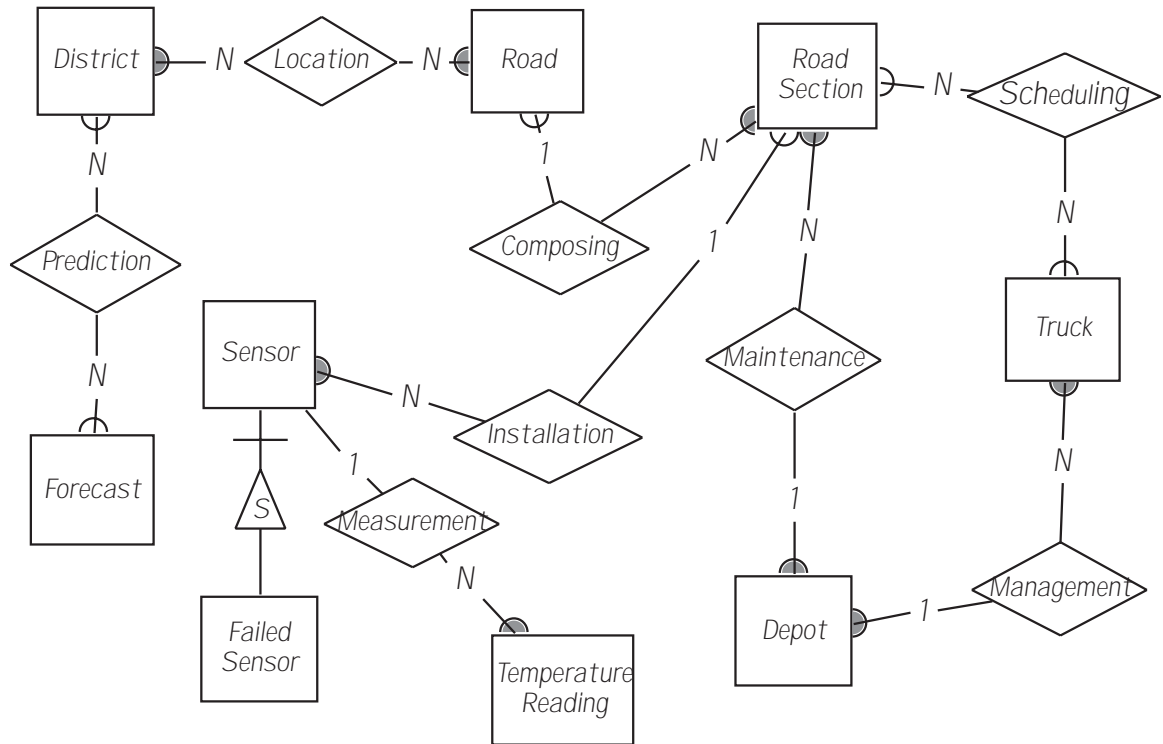 District
N
Location
N
Road
Road
Section
N
Scheduling
N
1
N
N
Composing
1
N
Prediction
N
Sensor
Truck
Maintenance
N
N
Installation
Forecast
1
N
S
Measurement
1
N
Management
Failed
Sensor
Depot
1
Temperature
Reading